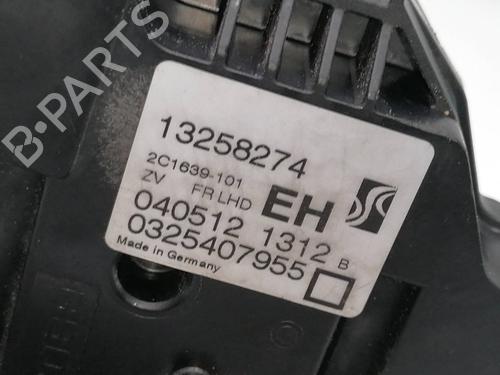 B-PARTS
13258274
2C1639-101
ZV FR LHD EH
040512 1312 B
0325407955
Made in Germany